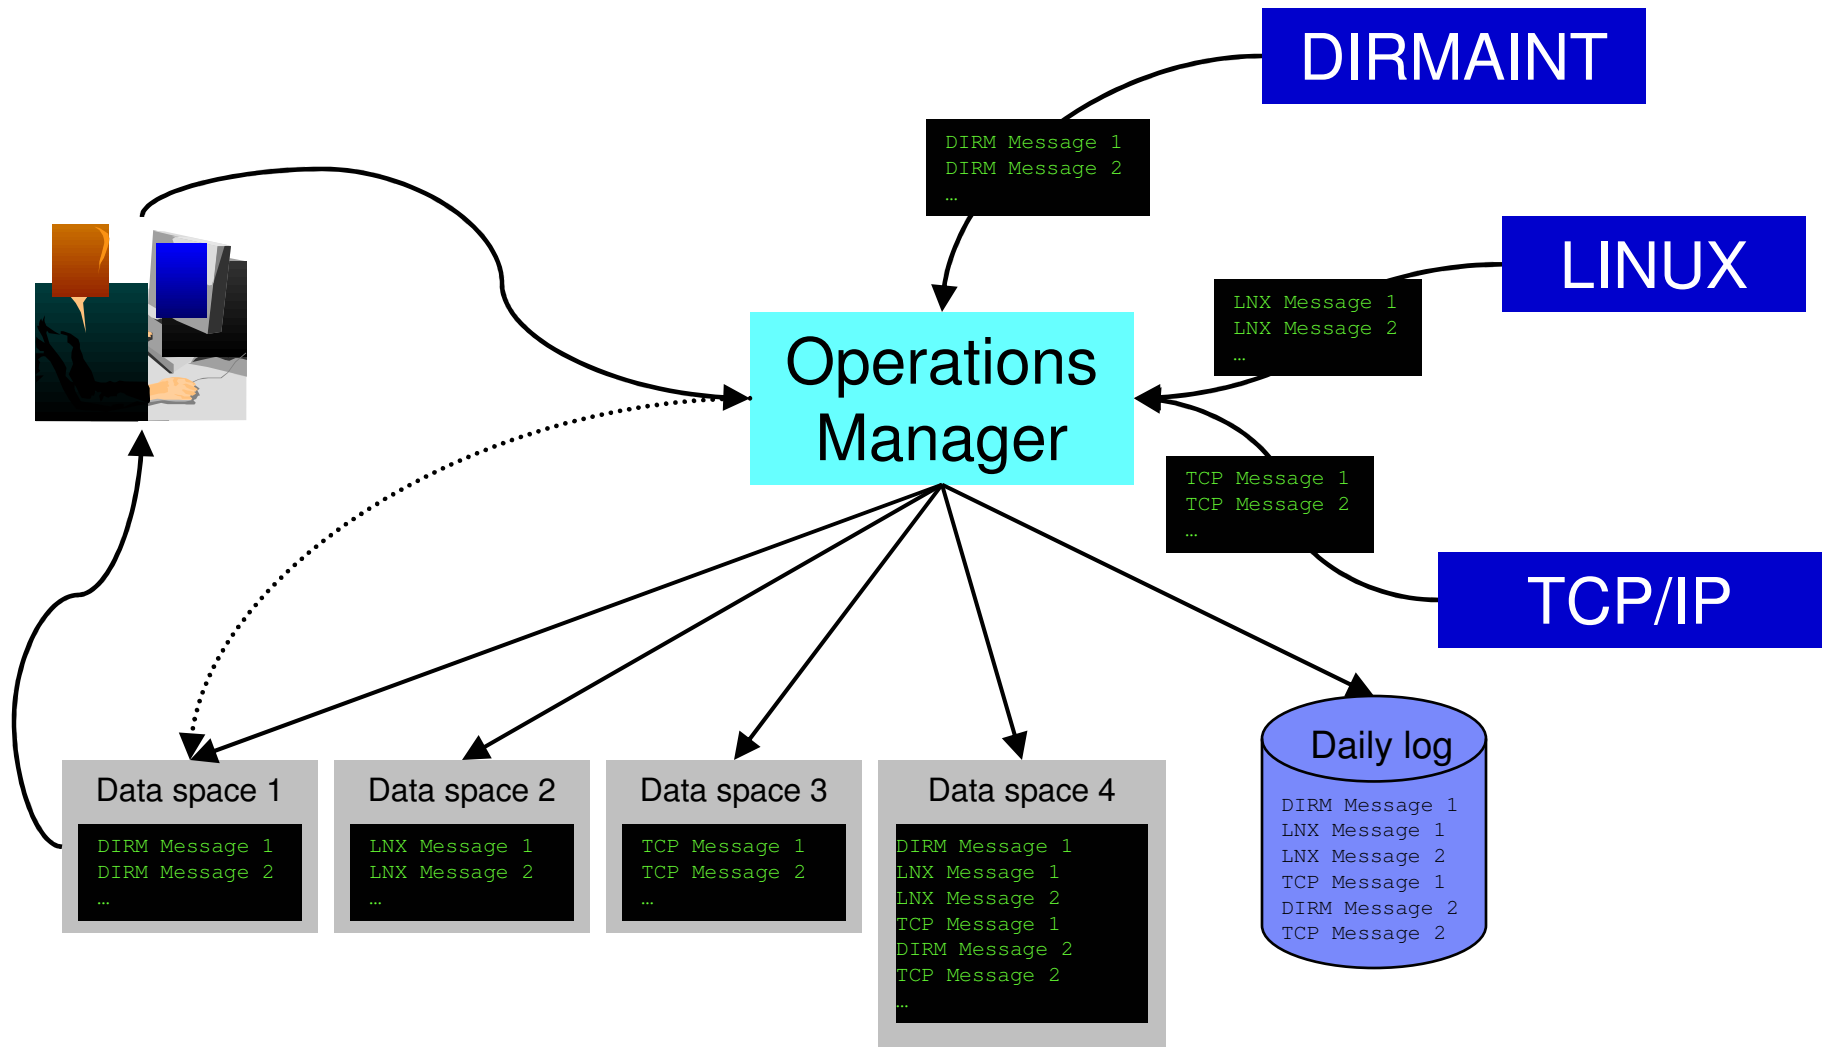 DIRMAINT
DIRM Message 1
DIRM Message 2
…
LINUX
LNX Message 1
LNX Message 2
…
Operations
Manager
TCP Message 1
TCP Message 2
…
TCP/IP
Data space 1
DIRM Message 1
DIRM Message 2
…
Data space 2
LNX Message 1
LNX Message 2
…
Data space 3
TCP Message 1
TCP Message 2
…
Data space 4
DIRM Message 1
LNX Message 1
LNX Message 2
TCP Message 1
DIRM Message 2
TCP Message 2
…
Daily log
DIRM Message 1
LNX Message 1
LNX Message 2
TCP Message 1
DIRM Message 2
TCP Message 2